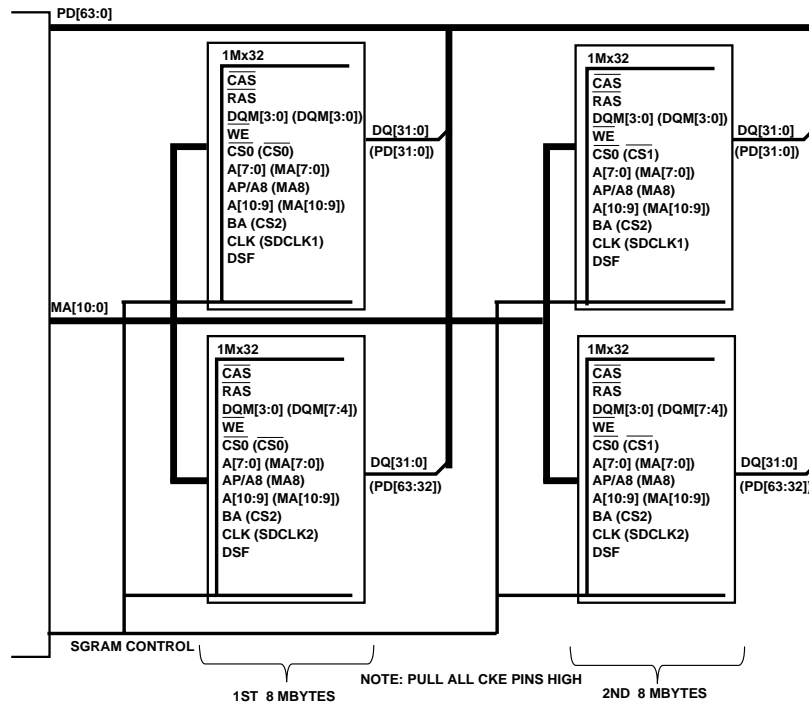 PD[63:0]
1Mx32
CAS
RAS
DQM[3:0] (DQM[3:0])
WE
CS0 (CS0)
A[7:0] (MA[7:0])
AP/A8 (MA8)
A[10:9] (MA[10:9])
BA (CS2)
CLK (SDCLK1)
DSF
DQ[31:0]
(PD[31:0])
1Mx32
CAS
RAS
DQM[3:0] (DQM[3:0])
WE
CS0 (CS1)
A[7:0] (MA[7:0])
AP/A8 (MA8)
A[10:9] (MA[10:9])
BA (CS2)
CLK (SDCLK1)
DSF
DQ[31:0]
(PD[31:0])
MA[10:0]
1Mx32
CAS
RAS
DQM[3:0] (DQM[7:4])
WE
CS0 (CS0)
A[7:0] (MA[7:0])
AP/A8 (MA8)
A[10:9] (MA[10:9])
BA (CS2)
CLK (SDCLK2)
DSF
DQ[31:0]
(PD[63:32])
1Mx32
CAS
RAS
DQM[3:0] (DQM[7:4])
WE
CS0 (CS1)
A[7:0] (MA[7:0])
AP/A8 (MA8)
A[10:9] (MA[10:9])
BA (CS2)
CLK (SDCLK2)
DSF
DQ[31:0]
(PD[63:32])
SGRAM CONTROL
1ST 8 MBYTES
NOTE: PULL ALL CKE PINS HIGH
2ND 8 MBYTES